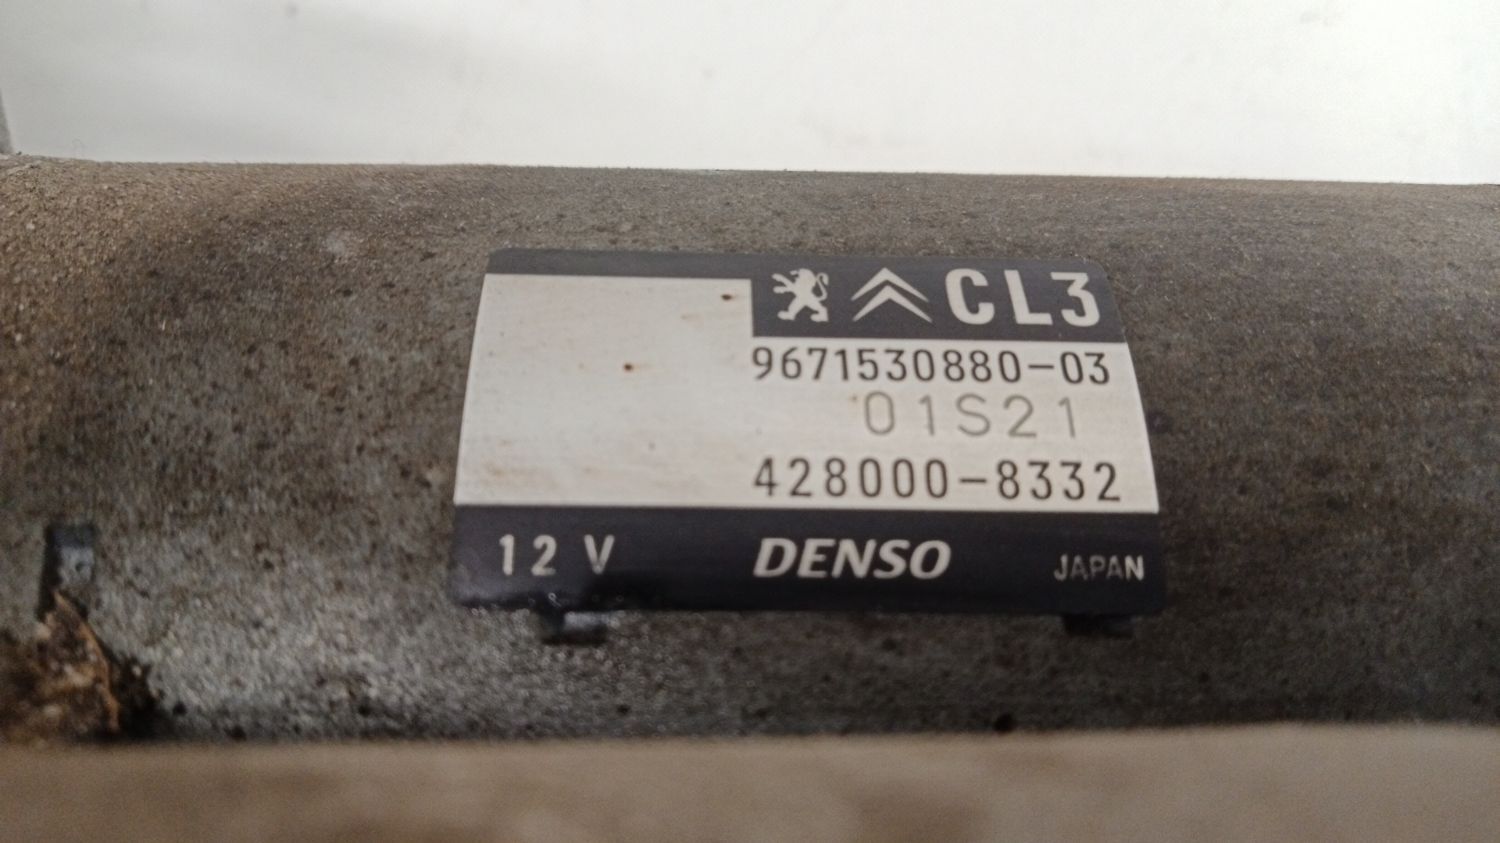 CL3
9671530880-03
01S21
428000-8332
12 V DENSO JAPAN